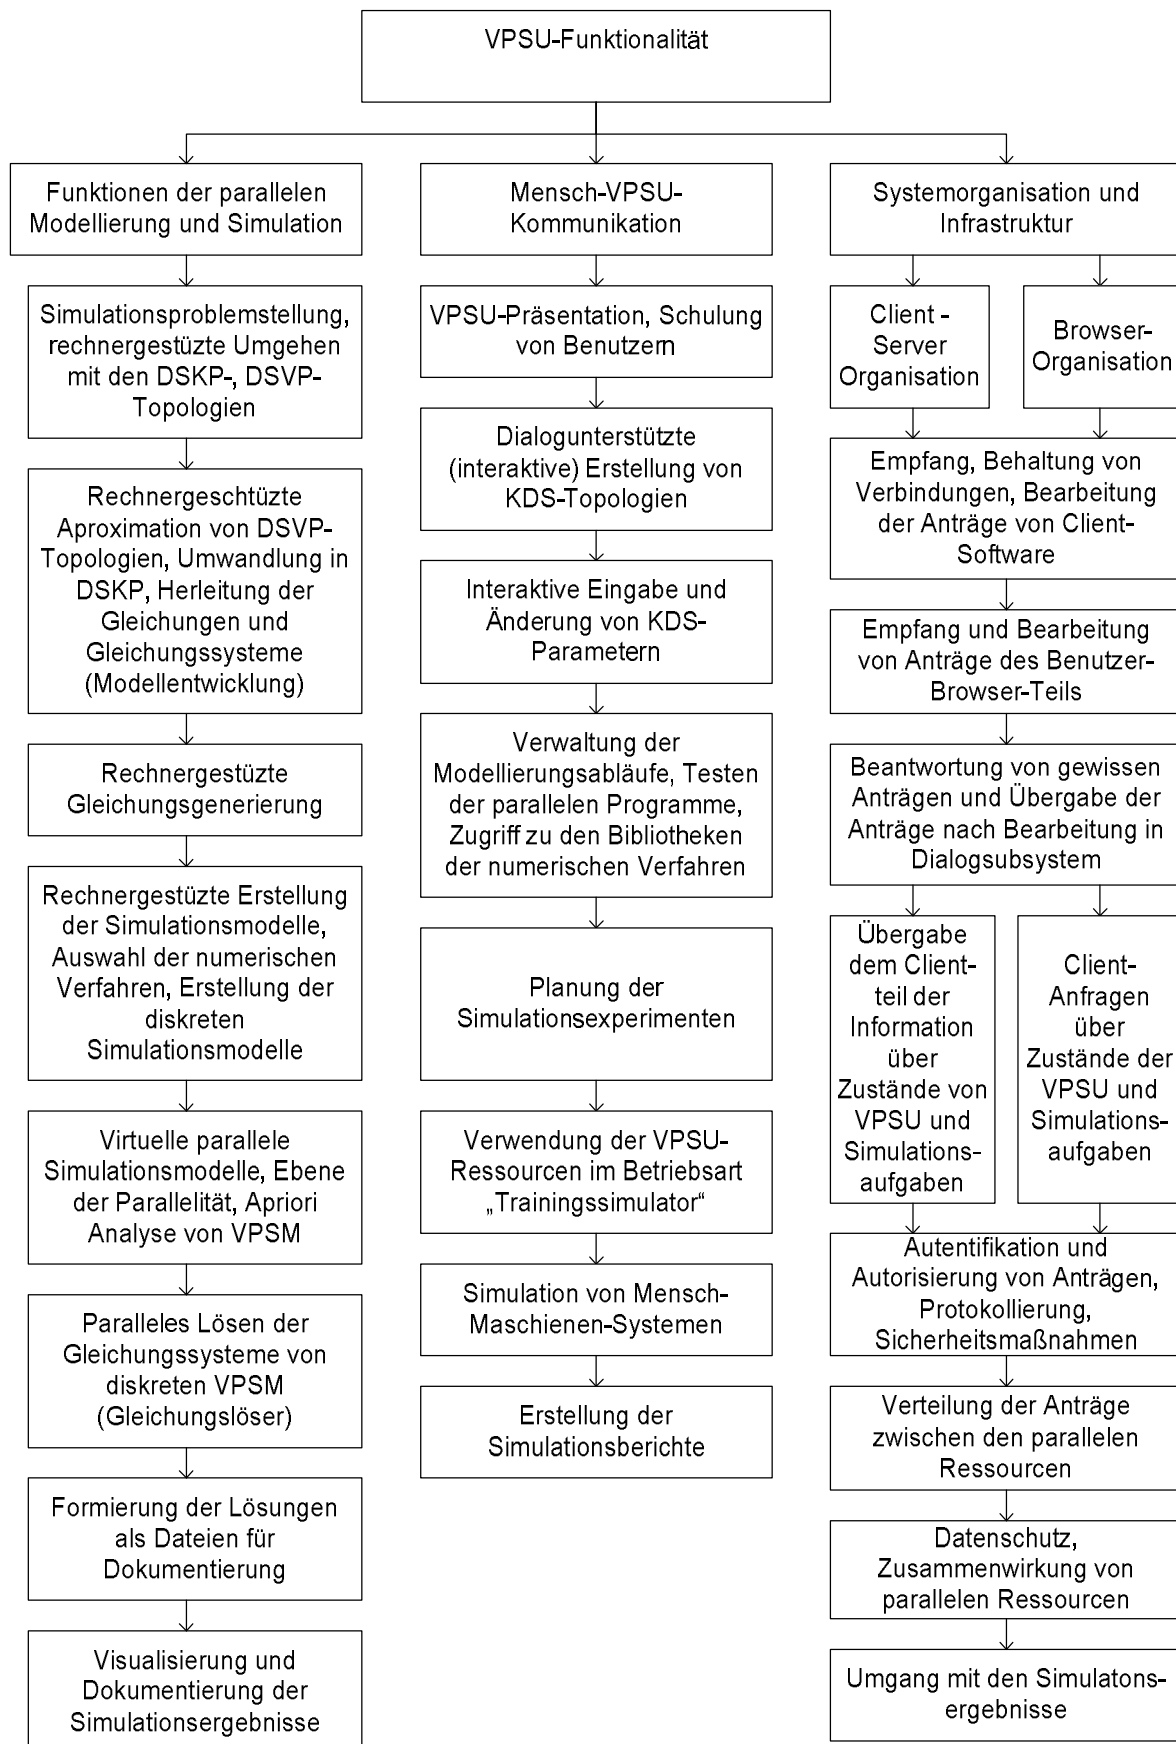 VPSU-Funktionalität
Funktionen der parallelen
Modellierung und Simulation
Simulationsproblemstellung,
rechnergestüzte Umgehen
mit den DSKP-, DSVP-
Topologien
Rechnergeschtüzte
Aproximation von DSVP-
Topologien, Umwandlung in
DSKP, Herleitung der
Gleichungen und
Gleichungssysteme
(Modellentwicklung)
Rechnergestüzte
Gleichungsgenerierung
Rechnergestüzte Erstellung
der Simulationsmodelle,
Auswahl der numerischen
Verfahren, Erstellung der
diskreten
Simulationsmodelle
Virtuelle parallele
Simulationsmodelle, Ebene
der Parallelität, Apriori
Analyse von VPSM
Paralleles Lösen der
Gleichungssysteme von
diskreten VPSM
(Gleichungslöser)
Formierung der Lösungen
als Dateien für
Dokumentierung
Visualisierung und
Dokumentierung der
Simulationsergebnisse
Mensch-VPSU-
Kommunikation
VPSU-Präsentation, Schulung
von Benutzern
Dialogunterstützte
(interaktive) Erstellung von
KDS-Topologien
Interaktive Eingabe und
Änderung von KDS-
Parametern
Verwaltung der
Modellierungsabläufe, Testen
der parallelen Programme,
Zugriff zu den Bibliotheken
der numerischen Verfahren
Planung der
Simulationsexperimenten
Verwendung der VPSU-
Ressourcen im Betriebsart
„Trainingssimulator“
Simulation von Mensch-
Maschienen-Systemen
Erstellung der
Simulationsberichte
Systemorganisation und
Infrastruktur
Client -
Server
Organisation
Browser-
Organisation
Empfang, Behaltung von
Verbindungen, Bearbeitung
der Anträge von Client-
Software
Empfang und Bearbeitung
von Anträge des Benutzer-
Browser-Teils
Beantwortung von gewissen
Anträgen und Übergabe der
Anträge nach Bearbeitung in
Dialogsubsystem
Übergabe
dem Client-
teil der
Information
über
Zustände von
VPSU und
Simulations-
aufgaben
Client-
Anfragen
über
Zustände der
VPSU und
Simulations-
aufgaben
Autentifikation und
Autorisierung von Anträgen,
Protokollierung,
Sicherheitsmaßnahmen
Verteilung der Anträge
zwischen den parallelen
Ressourcen
Datenschutz,
Zusammenwirkung von
parallelen Ressourcen
Umgang mit den Simulatons-
ergebnisse